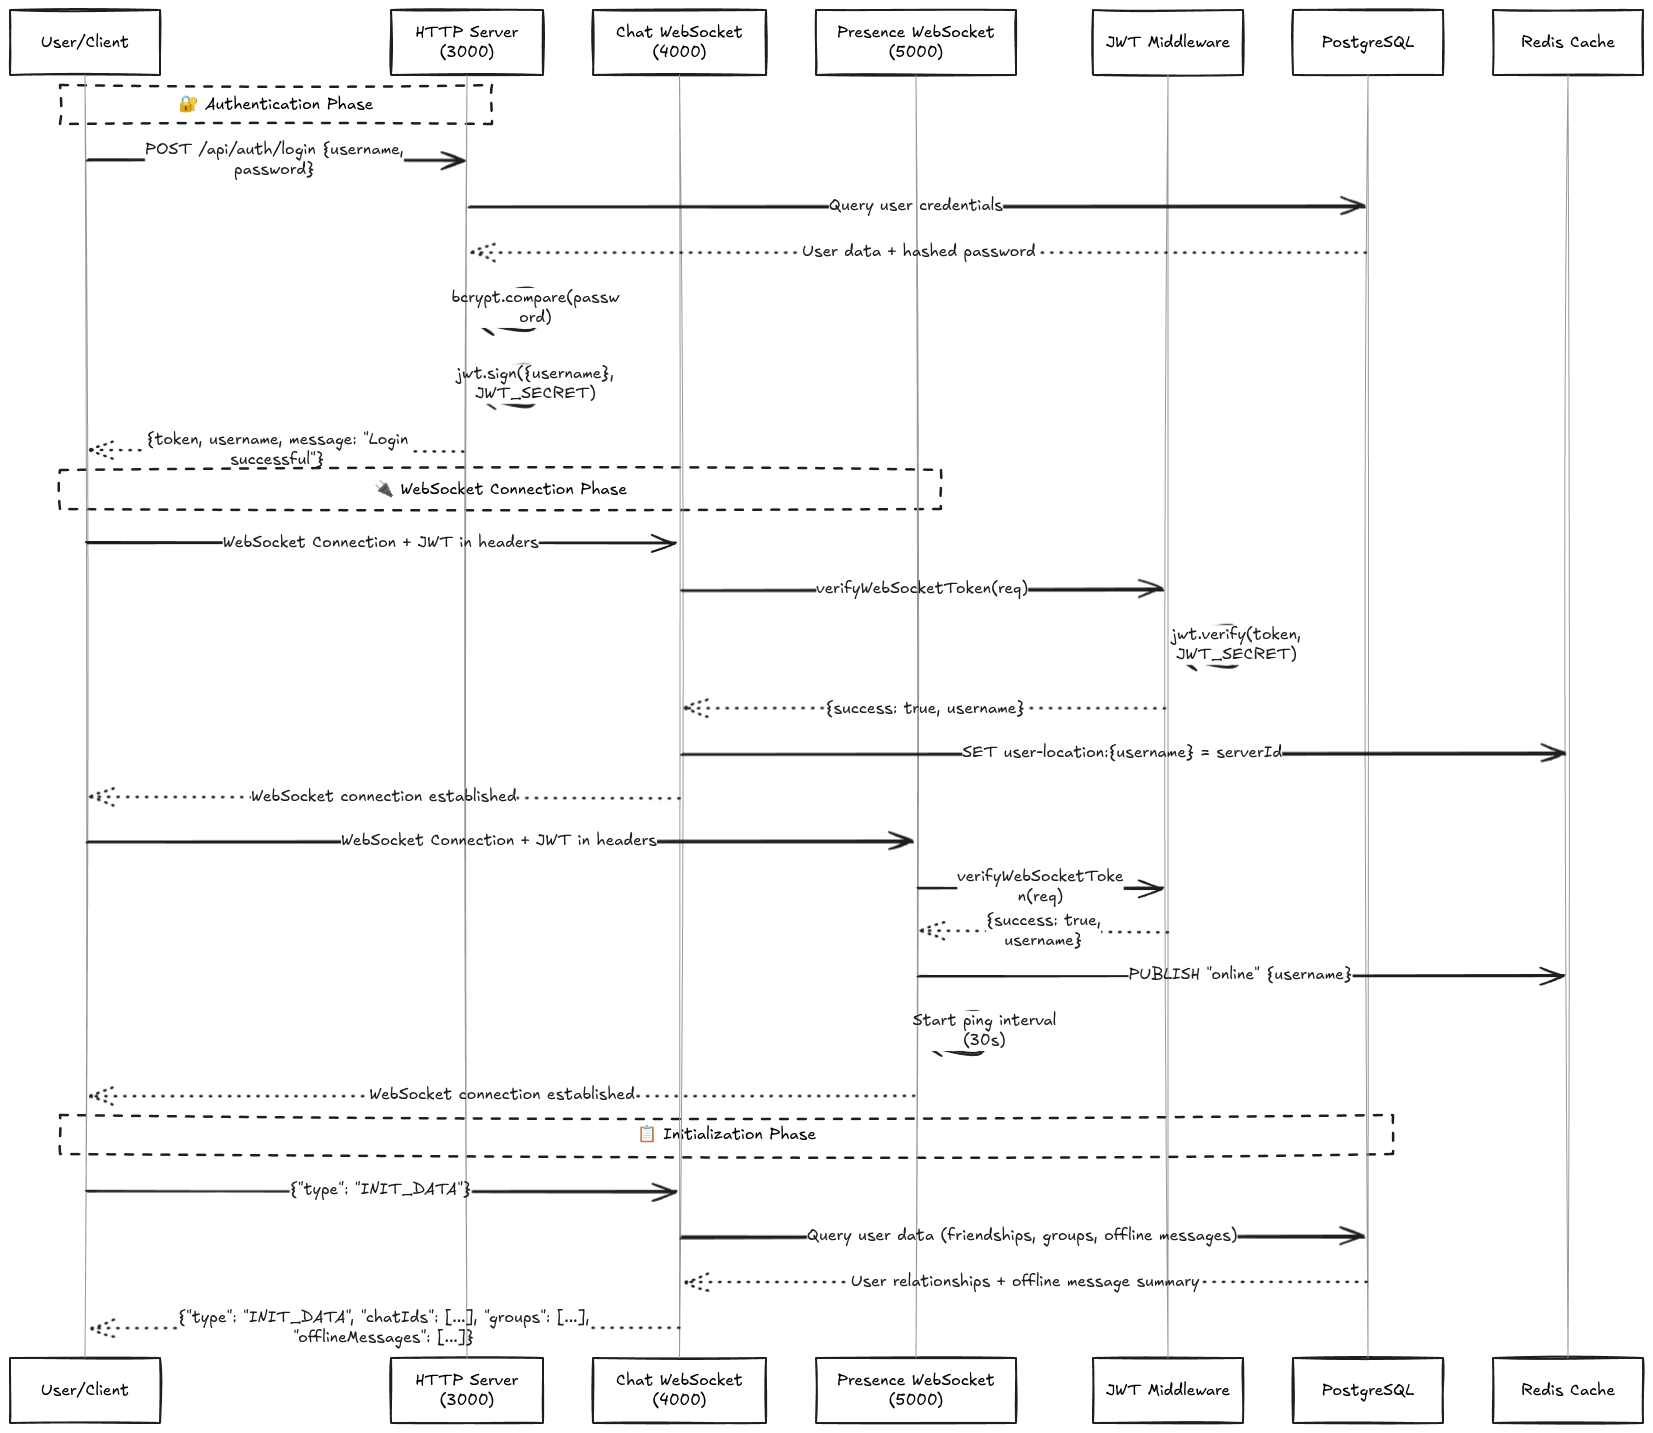 User/Client
HTTP Server
(3000)
Chat WebSocket
(4000)
Presence WebSocket
(5000)
JWT Middleware
PostgreSQL
Redis Cache
🔐 Authentication Phase
POST /api/auth/login {username,
password}
Query user credentials
User data + hashed password
bcrypt.compare(passw
ord)
jwt.sign({username},
JWT_SECRET)
{token, username, message: "Login
successful"}
🔌 WebSocket Connection Phase
WebSocket Connection + JWT in headers
verifyWebSocketToken(req)
jwt.verify(token,
JWT_SECRET)
{success: true, username}
SET user-location:{username} = serverId
WebSocket connection established
WebSocket Connection + JWT in headers
verifyWebSocketToke
n(req)
{success: true,
username}
PUBLISH "online" {username}
Start ping interval
(30s)
WebSocket connection established
📋 Initialization Phase
{"type": "INIT_DATA"}
Query user data (friendships, groups, offline messages)
User relationships + offline message summary
{"type": "INIT_DATA", "chatIds": [...], "groups": [...],
"offlineMessages": [...]}
User/Client
HTTP Server
(3000)
Chat WebSocket
(4000)
Presence WebSocket
(5000)
JWT Middleware
PostgreSQL
Redis Cache